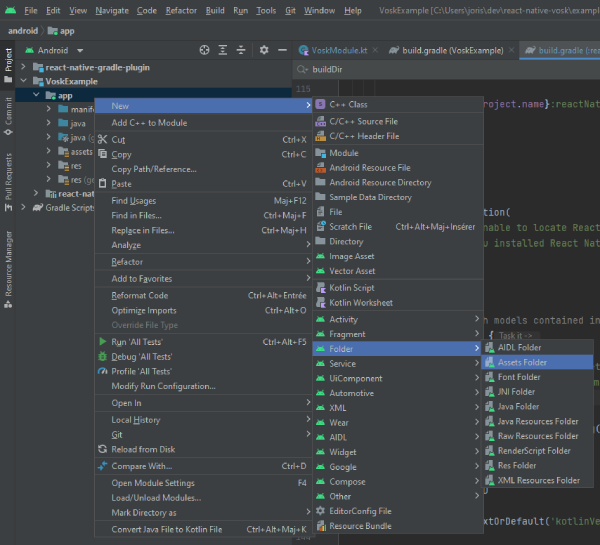 File Edit View Navigate Code Refactor Build Run Tools Git Window Help VoskExample [C:\Users\joris\dev\react-native-vosk\example
android app
Android
VoskModule.kt build.gradle (VoskExample) build.gradle (:reac
buildDir
Project
Commit
Pull Requests
Resource Manager
react-native-gradle-plugin
VoskExample
app
manife
java
java (g
assets
res
res (ge
react-nat
Gradle Scripts
New
Add C++ to Module
Cut Ctrl+X
Copy Ctrl+C
Copy Path/Reference...
Paste Ctrl+V
Find Usages Maj+F12
Find in Files... Ctrl+Maj+F
Replace in Files... Ctrl+Maj+H
Analyze
Refactor
Add to Favorites
Reformat Code Ctrl+Alt+Entrée
Optimize Imports Ctrl+Alt+O
Override File Type
Run 'All Tests' Ctrl+Alt+F5
Debug 'All Tests'
Profile 'All Tests'
Modify Run Configuration...
Open In
Local History
Git
Reload from Disk
Compare With... Ctrl+D
Open Module Settings F4
Load/Unload Modules...
Mark Directory as
Convert Java File to Kotlin File Ctrl+Alt+Maj+K
C++ Class
C/C++ Source File
C/C++ Header File
Module
Android Resource File
Android Resource Directory
Sample Data Directory
File
Scratch File Ctrl+Alt+Maj+Insérer
Directory
Image Asset
Vector Asset
Kotlin Script
Kotlin Worksheet
Activity
Fragment
Folder
Service
UiComponent
Automotive
XML
Wear
AIDL
Widget
Google
Compose
Other
EditorConfig File
Resource Bundle
AIDL Folder
Assets Folder
Font Folder
JNI Folder
Java Folder
Java Resources Folder
Raw Resources Folder
RenderScript Folder
Res Folder
XML Resources Folder
115
project.name}:reactNat
tion(
nable to locate React
u installed React Nat
n models contained in
{ Task it ->
xtOrDefault('kotlinVe